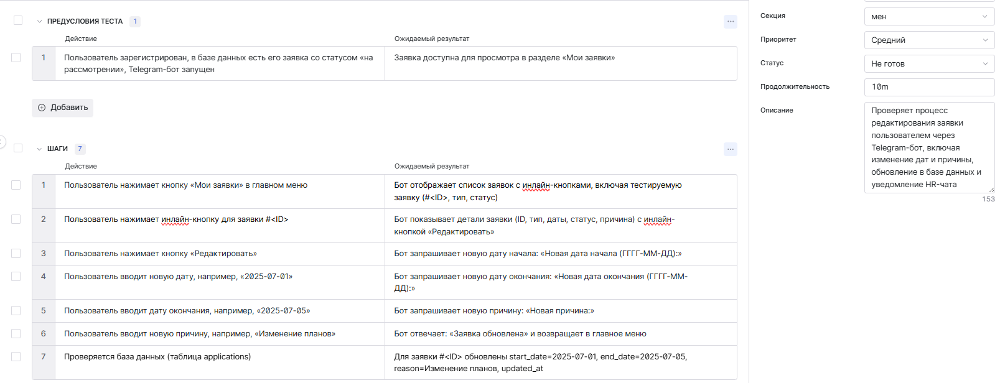 ПРЕДУСЛОВИЯ ТЕСТА 1
...
Действие
Ожидаемый результат
1
Пользователь зарегистрирован, в базе данных есть его заявка со статусом «на
рассмотрении», Telegram-бот запущен
Заявка доступна для просмотра в разделе «Мои заявки»
Добавить
ШАГИ 7
...
Действие
Ожидаемый результат
1
Пользователь нажимает кнопку «Мои заявки» в главном меню
Бот отображает список заявок с инлайн-кнопками, включая тестируемую
заявку (#<ID>, тип, статус)
2
Пользователь нажимает инлайн-кнопку для заявки #<ID>
Бот показывает детали заявки (ID, тип, даты, статус, причина) с инлайн-
кнопкой «Редактировать»
3
Пользователь нажимает кнопку «Редактировать»
Бот запрашивает новую дату начала: «Новая дата начала (ГГГГ-ММ-ДД):»
4
Пользователь вводит новую дату, например, «2025-07-01»
Бот запрашивает новую дату окончания: «Новая дата окончания (ГГГГ-ММ-
ДД):»
5
Пользователь вводит дату окончания, например, «2025-07-05»
Бот запрашивает новую причину: «Новая причина:»
6
Пользователь вводит новую причину, например, «Изменение планов»
Бот отвечает: «Заявка обновлена» и возвращает в главное меню
7
Проверяется база данных (таблица applications)
Для заявки #<ID> обновлены start_date=2025-07-01, end_date=2025-07-05,
reason=Изменение планов, updated_at
Секция
мен
Приоритет
Средний
Статус
Не готов
Продолжительность
10m
Описание
Проверяет процесс
редактирования заявки
пользователем через
Telegram-бот, включая
изменение дат и причины,
обновление в базе данных и
уведомление HR-чата
153